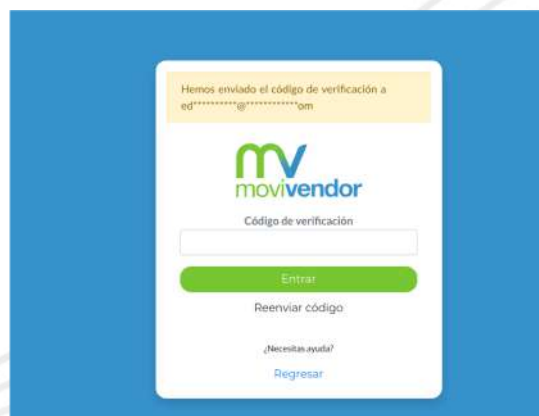 Hemos enviado el código de verificación a
ed**********@************om
mv
movivendor
Código de verificación
Entrar
Reenviar código
¿Necesitas ayuda?
Regresar